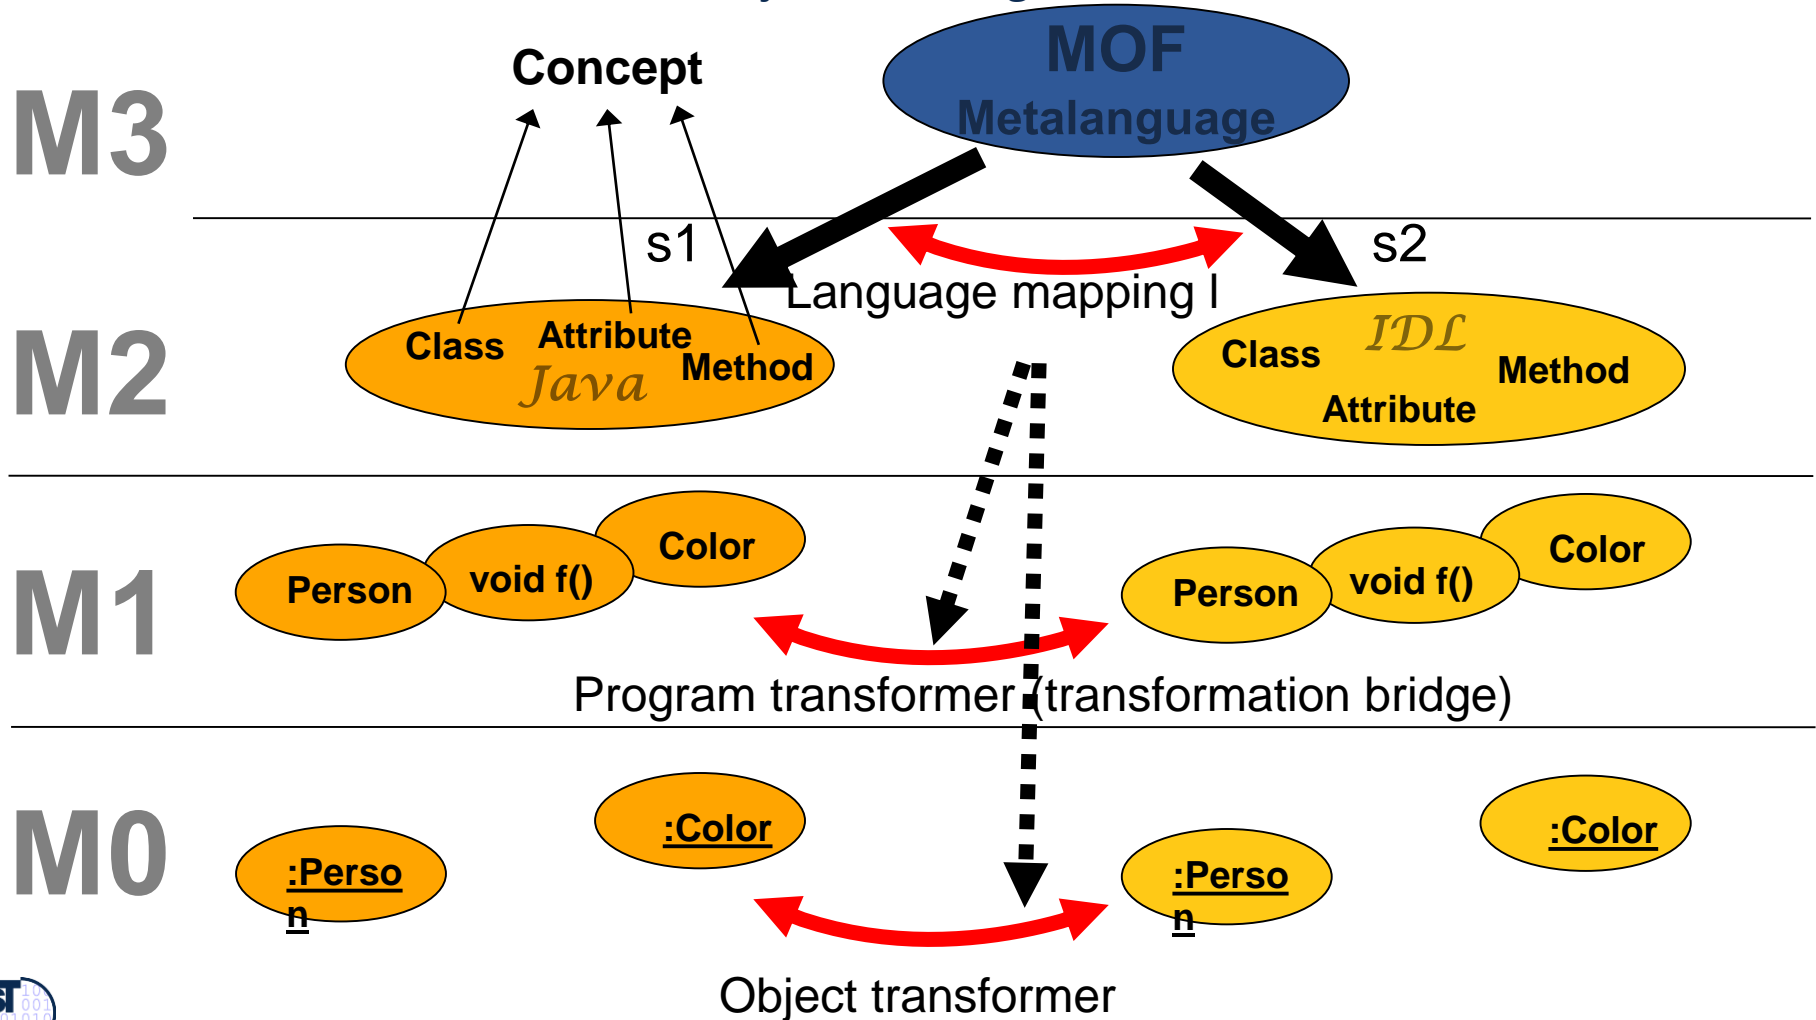 MOF
Concept
Metalanguage
M3
s1
s2
Language mapping l
Class
Attribute
Method
Java
IDL
Class
Method
Attribute
M2
Person
void f()
Color
Person
void f()
Color
M1
Program transformer (transformation bridge)
:Color
:Color
M0
:Perso
n
:Perso
n
Object transformer